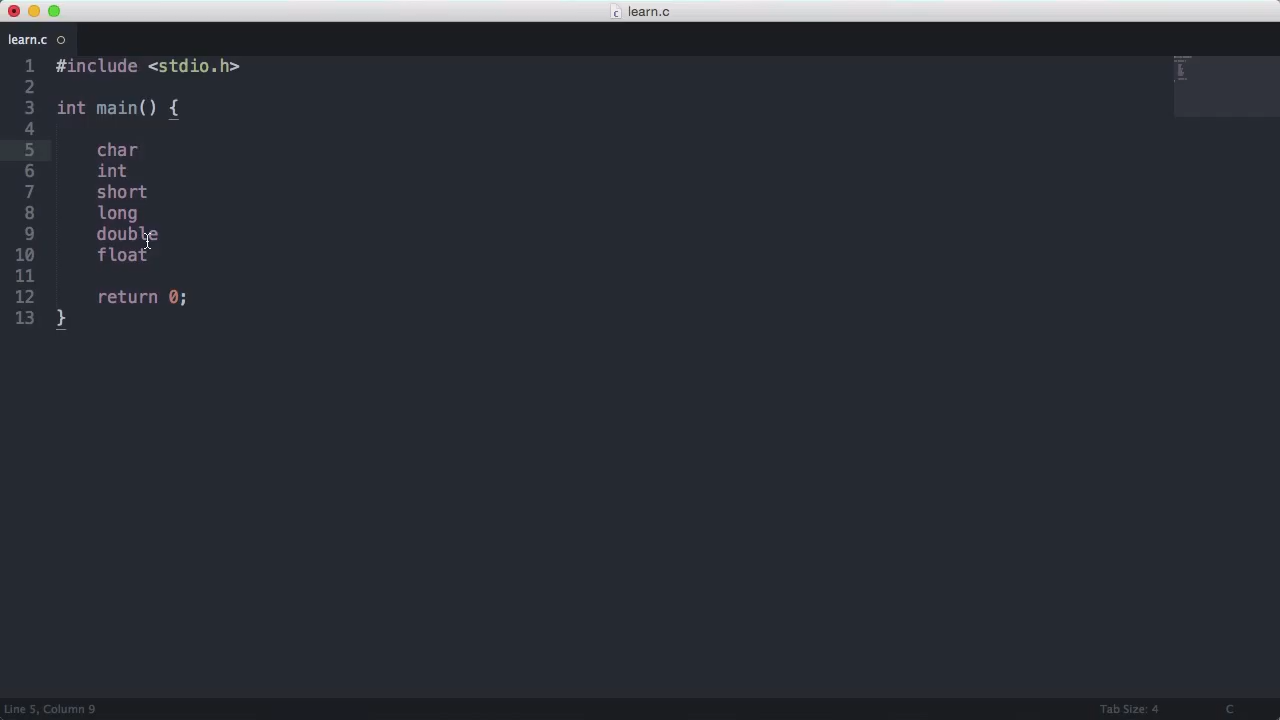 learn.c
learn.c
1 #include <stdio.h>
2
3 int main() {
4
5 char
6 int
7 short
8 long
9 double
10 float
11
12 return 0;
13 }
Line 5, Column 9
Tab Size: 4
C